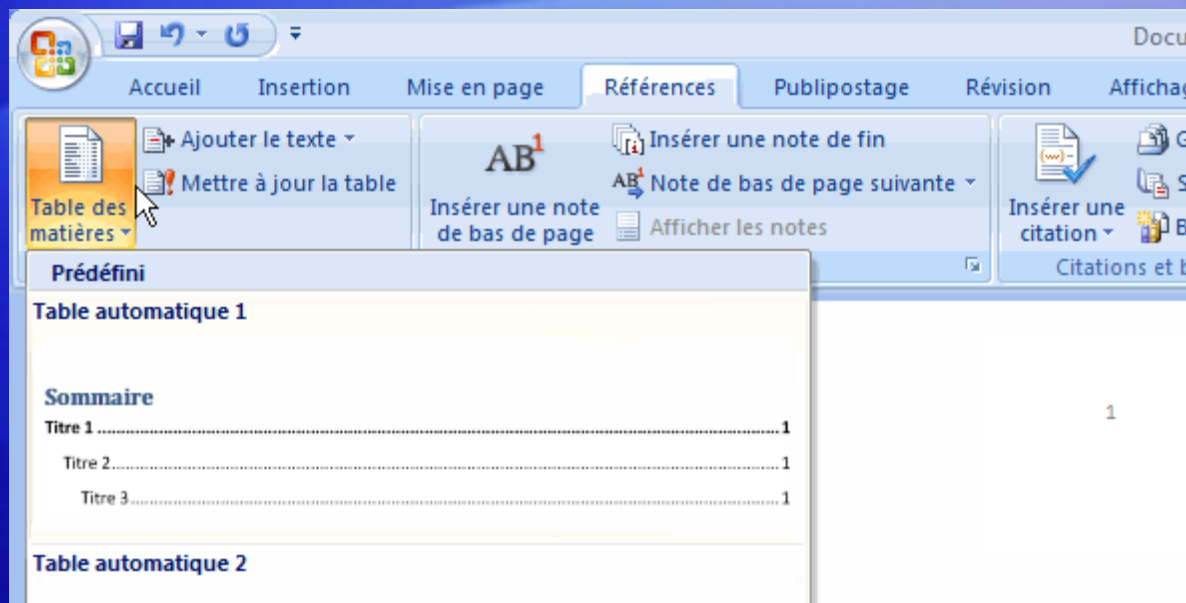 Docu
Accueil Insertion Mise en page Références Publipostage Révision Affichag
Ajouter le texte
Mettre à jour la table
Table des
matières
AB1
Insérer une note
de bas de page
Insérer une note de fin
AB1 Note de bas de page suivante
Afficher les notes
Insérer une
citation
G
S
B
Citations et b
Prédéfini
Table automatique 1
Sommaire
Titre 1 1
Titre 2 1
Titre 3 1
Table automatique 2
1